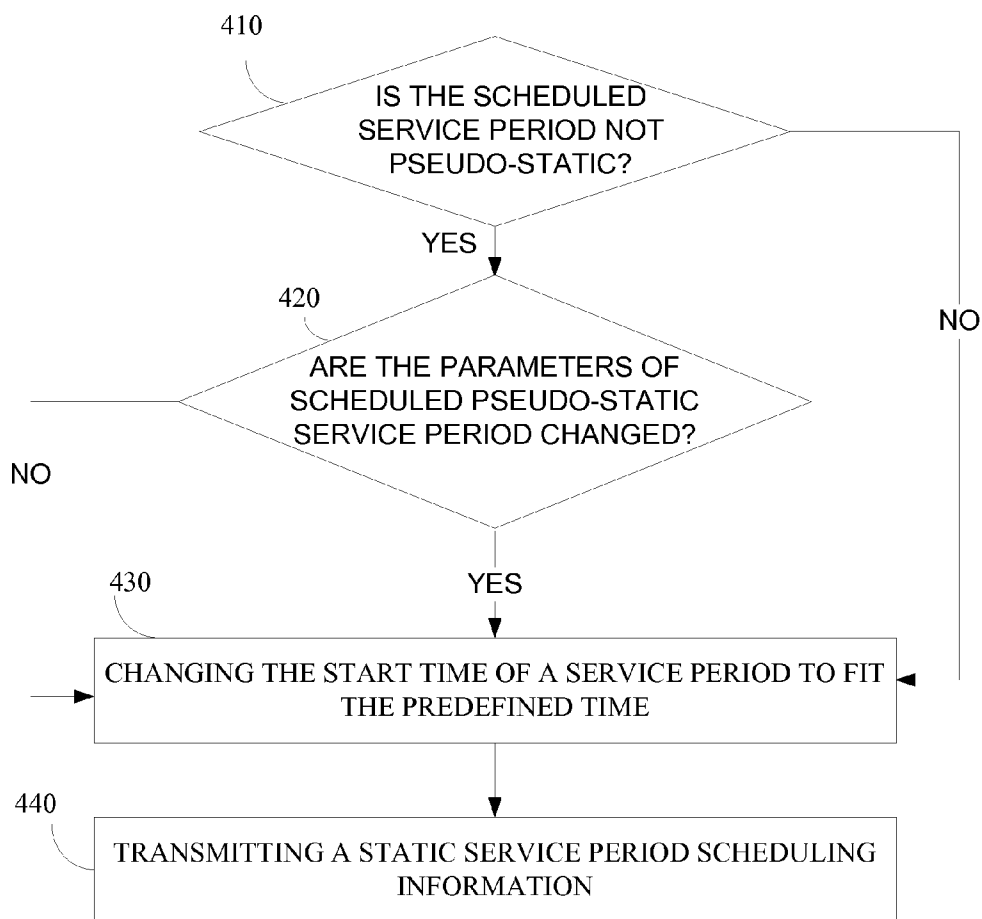 410
IS THE SCHEDULED
SERVICE PERIOD NOT
PSEUDO-STATIC?
YES
420
NO
ARE THE PARAMETERS OF
SCHEDULED PSEUDO-STATIC
SERVICE PERIOD CHANGED?
NO
YES
430
CHANGING THE START TIME OF A SERVICE PERIOD TO FIT
THE PREDEFINED TIME
440
TRANSMITTING A STATIC SERVICE PERIOD SCHEDULING
INFORMATION